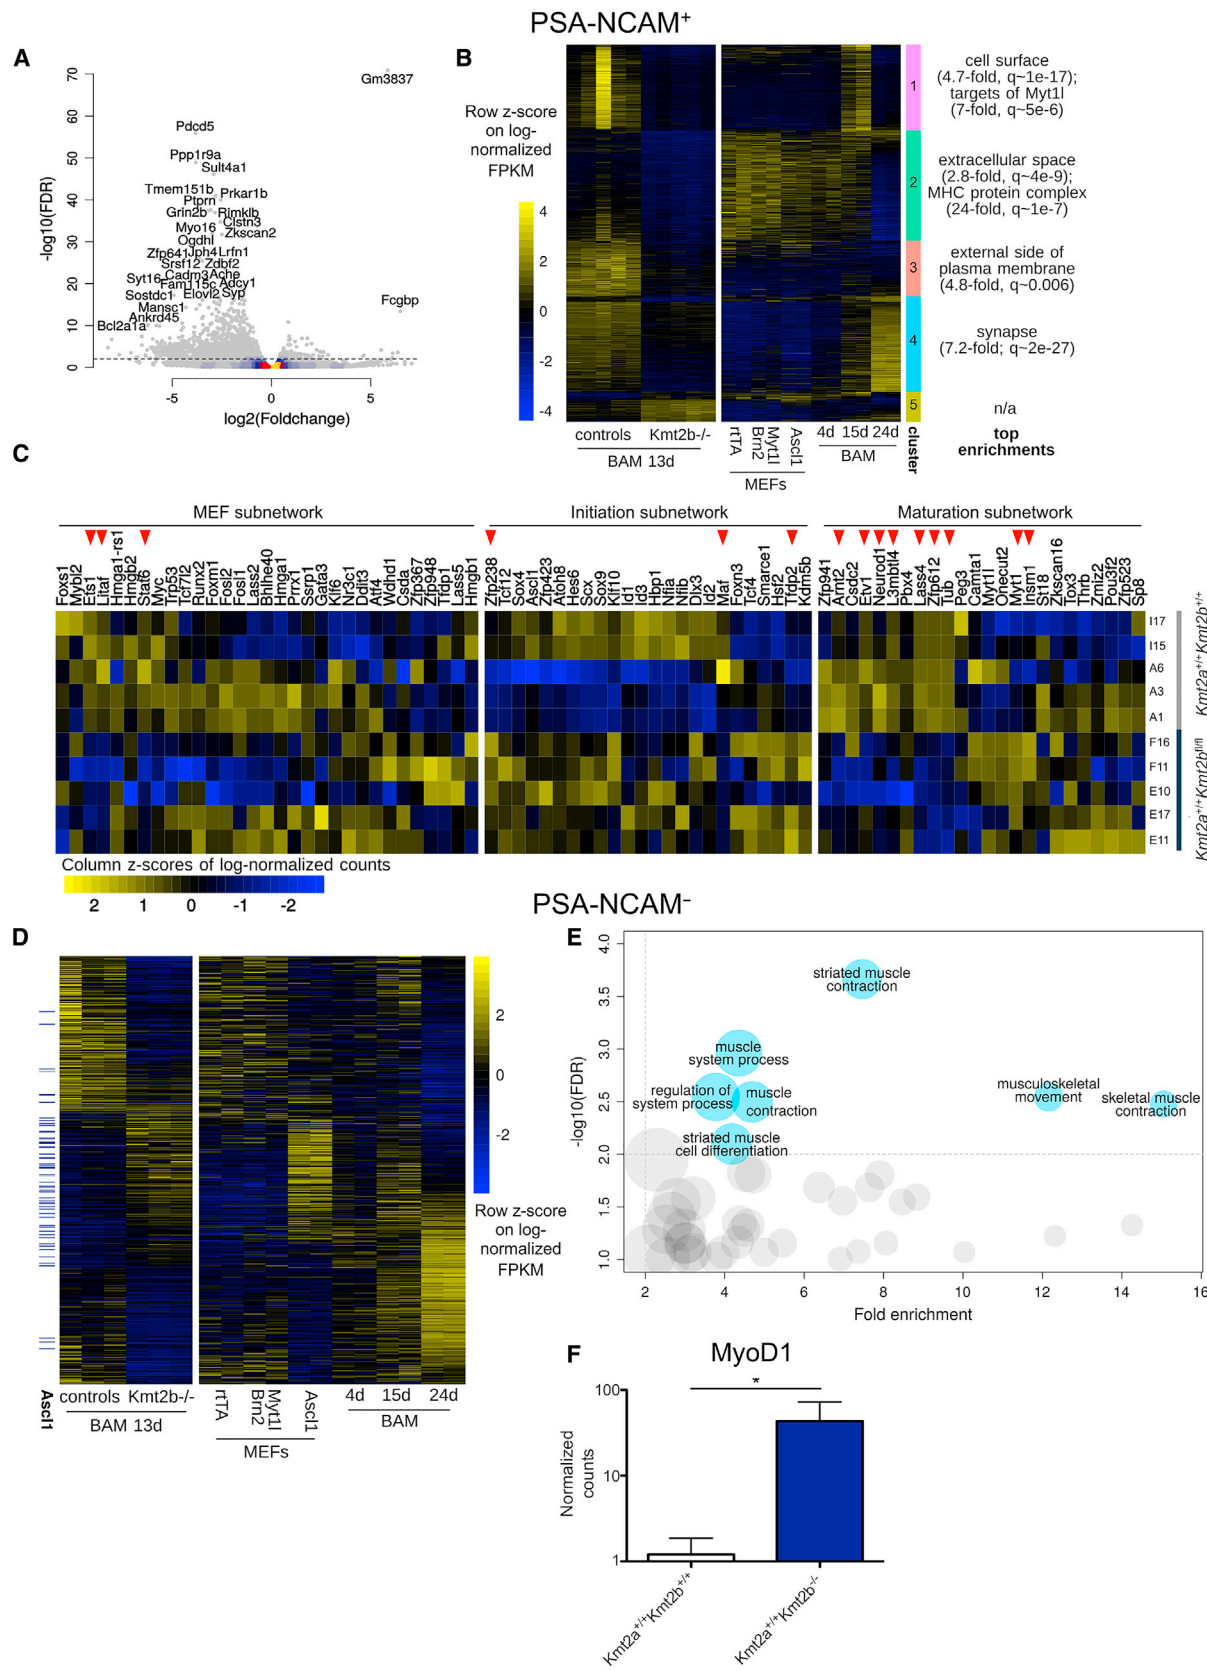 PSA-NCAM+
A
-log10(FDR)
70
60
50
40
30
20
10
0
Gm3837
Pdcd5
Ppp1r9a
Sult4a1
Tmem151b
Prkar1b
Ptprn
Grin2b
Rimklb
Myo16
Clstn3
Zkscan2
Ogdhl
Zfp641
Jph4
Lrfn1
Srsf12
Zdbf2
Cadm3
Ache
Syt16
Fam115c
Adcy1
Sostdc1
Elovl2
Syp
Mansc1
Ankrd45
Bcl2a1a
Fcgbp
-5
0
5
log2(Foldchange)
B
Row z-score
on log-
normalized
FPKM
4
2
0
-2
-4
controls
Kmt2b-/-
BAM 13d
rtTA
Brn2
Myt1l
Ascl1
MEFs
4d
15d
24d
BAM
1
2
3
4
5
cluster
cell surface
(4.7-fold, q~1e-17);
targets of Myt1l
(7-fold, q~5e-6)
extracellular space
(2.8-fold, q~4e-9);
MHC protein complex
(24-fold, q~1e-7)
external side of
plasma membrane
(4.8-fold, q~0.006)
synapse
(7.2-fold; q~2e-27)
n/a
top
enrichments
C
MEF subnetwork
Initiation subnetwork
Maturation subnetwork
Foxs1
Mybl2
Ets1
Litaf
Hmga1-rs1
Hmgb2
Stat6
Myc
Trp53
Tcf7l2
Runx2
Foxm1
Fosl2
Fosl1
Lass2
Bhlhe40
Hmga1
Prrx1
Ssrp1
Gata3
Klf6
Nr3c1
Ddit3
Atf4
Wdhd1
Csda
Zfp367
Zfp948
Tfdp1
Lass5
Hmgb1
Zfp238
Tcf12
Sox4
Ascl1
Zfp423
Atoh8
Hes6
Scx
Sox9
Klf10
Id1
Id3
Hbp1
Nfia
Nfib
Dlx3
Id2
Maf
Foxn3
Tcf4
Smarce1
Hsf2
Tfdp2
Kdm5b
Zfp941
Arnt2
Csdc2
Etv1
Neurod1
L3mbtl4
Pbx4
Lass4
Zfp612
Tub
Peg3
Camta1
Myt1l
Onecut2
Myt1
Insm1
St18
Zkscan16
Tox3
Thrb
Zmiz2
Pou3f2
Zfp523
Sp8
I17
I15
A6
A3
A1
F16
F11
E10
E17
E11
Kmt2a+/+Kmt2b+/+
Kmt2a+/+Kmt2bfl/fl
Column z-scores of log-normalized counts
2
1
0
-1
-2
PSA-NCAM-
D
Ascl1
controls
Kmt2b-/-
BAM 13d
rtTA
Brn2
Myt1l
Ascl1
MEFs
4d
15d
24d
BAM
2
0
-2
Row z-score
on log-
normalized
FPKM
E
-log10(FDR)
4.0
3.5
3.0
2.5
2.0
1.5
1.0
striated muscle
contraction
muscle
system process
regulation of
system process
muscle
contraction
striated muscle
cell differentiation
musculoskeletal
movement
skeletal muscle
contraction
2
4
6
8
10
12
14
16
Fold enrichment
F
MyoD1
*
Normalized
counts
100
10
1
Kmt2a+/+Kmt2b+/+
Kmt2a+/+Kmt2b-/-